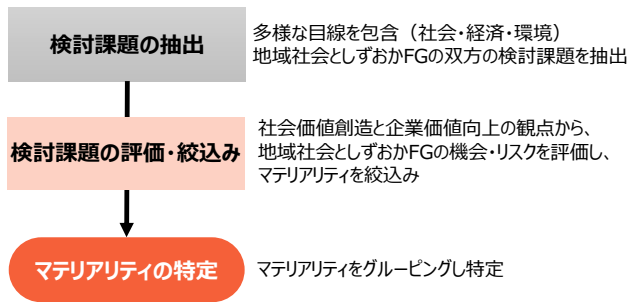 検討課題の抽出
多様な目線を包含（社会・経済・環境）
地域社会としずおかFGの双方の検討課題を抽出
検討課題の評価・絞込み
社会価値創造と企業価値向上の観点から、
地域社会としずおかFGの機会・リスクを評価し、
マテリアリティを絞込み
マテリアリティの特定
マテリアリティをグルーピングし特定